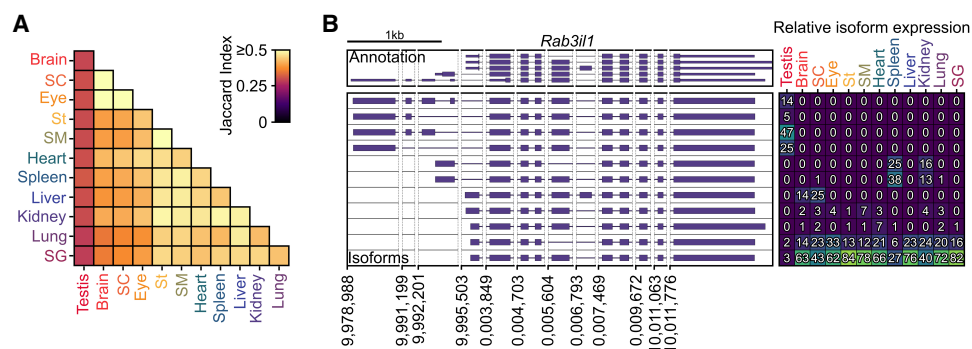 A
Jaccard Index
≥0.5
0.25
0
Brain
SC
Eye
St
SM
Heart
Spleen
Liver
Kidney
Lung
SG
Testis
Brain
SC
Eye
St
SM
Heart
Spleen
Liver
Kidney
Lung
B
1kb
Rab3il1
Annotation
Isoforms
9,978,988
9,991,199
9,992,201
9,995,503
0,003,849
0,004,703
0,005,604
0,006,793
0,007,469
0,009,672
10,011,063
10,011,776
Relative isoform expression
Testis
Brain
SC
Eye
St
SM
Heart
Spleen
Liver
Kidney
Lung
SG
14 0 0 0 0 0 0 0 0 0 0 0
5 0 0 0 0 0 0 0 0 0 0 0
47 0 0 0 0 0 0 0 0 0 0 0
25 0 0 0 0 0 0 0 0 0 0 0
0 0 0 0 0 0 0 25 0 16 0 0
0 0 1 0 0 0 0 38 0 13 1 0
0 14 25 0 0 0 0 0 0 0 0 0
0 2 3 4 1 7 3 0 0 4 3 0
0 1 2 0 1 1 7 1 0 2 1 1
2 14 23 33 13 12 21 6 23 24 20 16
3 63 43 62 84 78 66 27 76 40 72 82